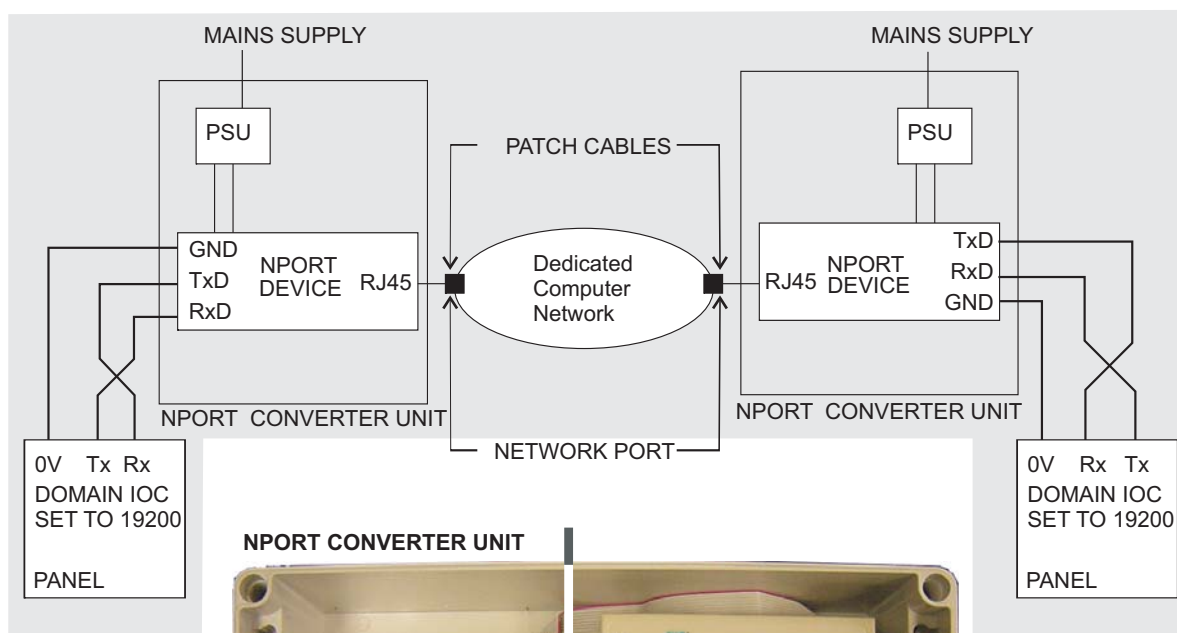 MAINS SUPPLY
PSU
GND
TxD
RxD
NPORT
DEVICE
RJ45
NPORT CONVERTER UNIT
0V Tx Rx
DOMAIN IOC
SET TO 19200
PANEL
PATCH CABLES
Dedicated
Computer
Network
NETWORK PORT
MAINS SUPPLY
PSU
RJ45
NPORT
DEVICE
TxD
RxD
GND
NPORT CONVERTER UNIT
0V Rx Tx
DOMAIN IOC
SET TO 19200
PANEL
NPORT CONVERTER UNIT